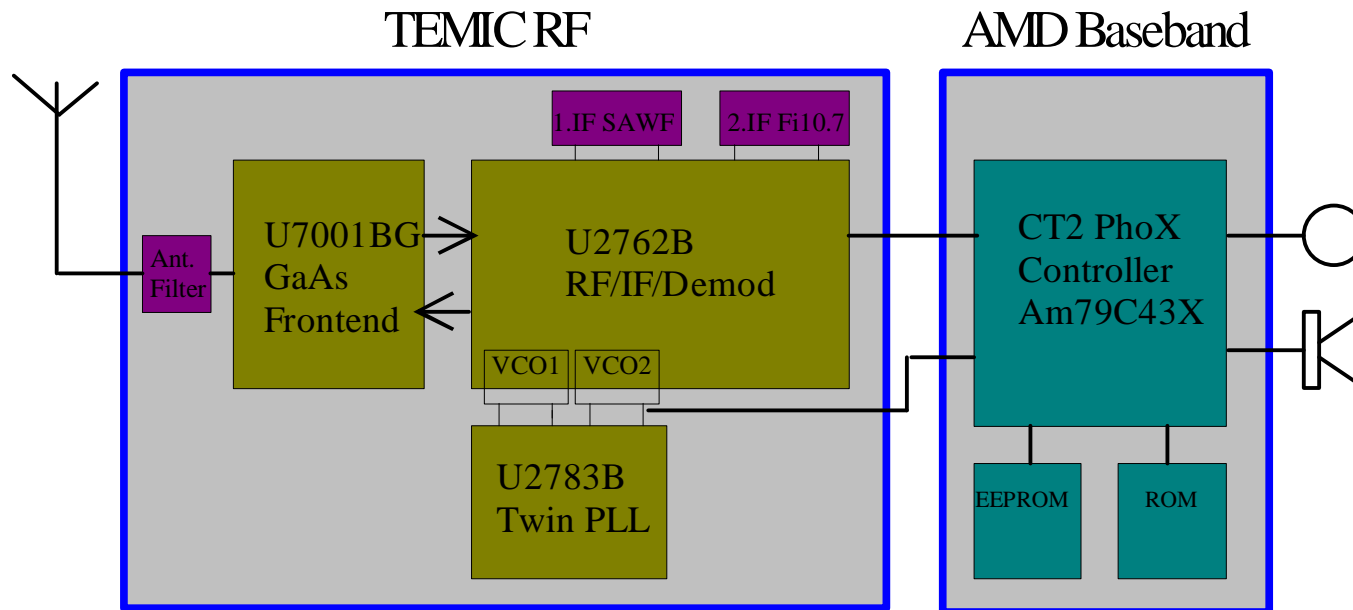 TEMIC RF
AMD Baseband
1.IF SAWF
2.IF Fi10.7
Ant.
Filter
U7001BG
GaAs
Frontend
U2762B
RF/IF/Demod
VCO1
VCO2
U2783B
Twin PLL
CT2 PhoX
Controller
Am79C43X
EEPROM
ROM